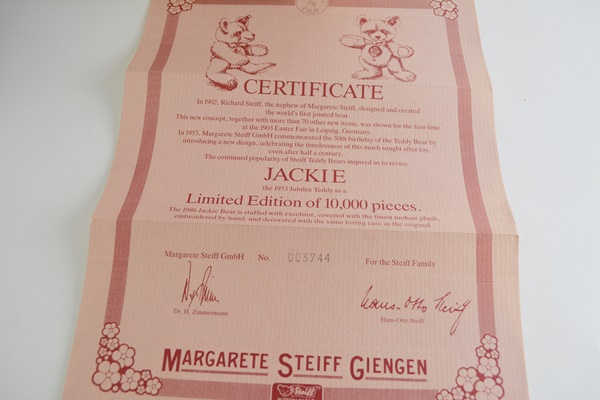 CERTIFICATE
In 1902, Richard Steiff, the nephew of Margarete Steiff, designed and created
the world's first jointed bear.
This new concept, together with more than 70 other new items, was shown for the first time
at the 1903 Easter Fair in Leipzig, Germany.
In 1953, Margarete Steiff GmbH commemorated the 50th birthday of the Teddy Bear by
introducing a new design, celebrating the timelessness of this much sought after toy,
even after half a century.
The continued popularity of Steiff Teddy Bears inspired us to revive
JACKIE
the 1953 Jubilee Teddy as a
Limited Edition of 10,000 pieces.
The 1986 Jackie Bear is stuffed with excelsior, covered with the finest mohair plush,
embroidered by hand, and decorated with the same loving care as the original.
Margarete Steiff GmbH No. 003744 For the Steiff Family
Hans-Otto Steiff
Dr. H. Zimmermann Hans-Otto Steiff
MARGARETE STEIFF GIENGEN
Steiff